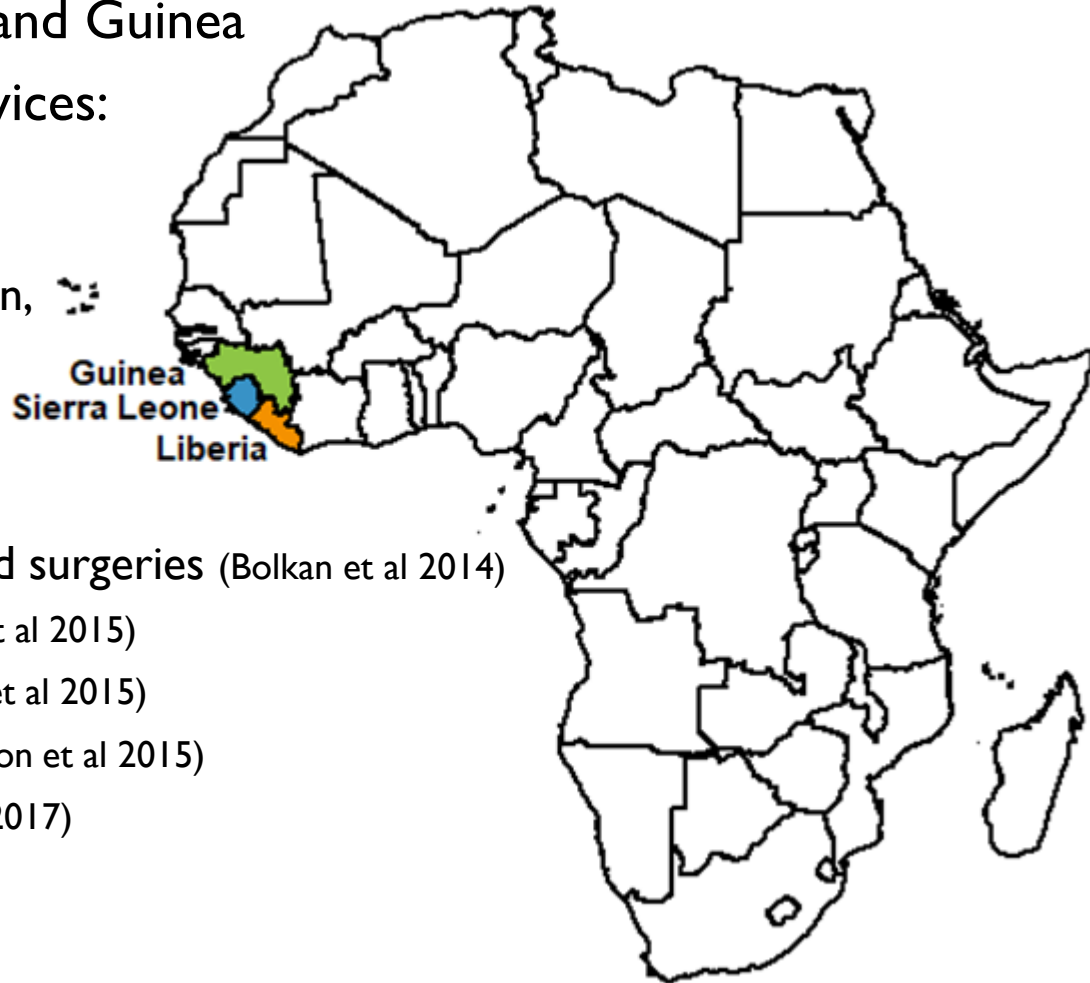 and Guinea
vices:
n,
Guinea
Sierra Leone
Liberia
d surgeries (Bolkan et al 2014)
t al 2015)
et al 2015)
on et al 2015)
2017)